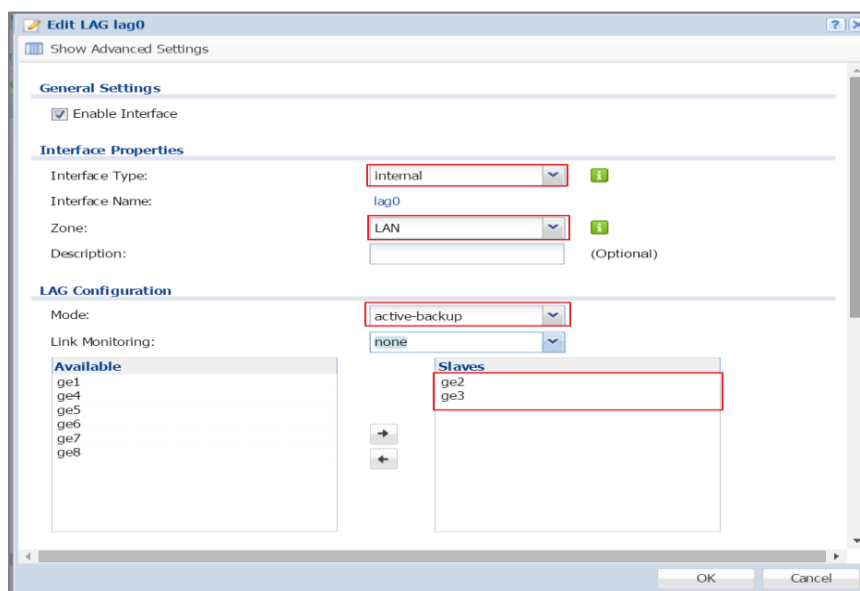 Edit LAG lag0
Show Advanced Settings
General Settings
Enable Interface
Interface Properties
Interface Type: internal
Interface Name: lag0
Zone: LAN
Description: (Optional)
LAG Configuration
Mode: active-backup
Link Monitoring: none
Available Slaves
ge1 ge2
ge4 ge3
ge5
ge6
ge7
ge8
OK Cancel